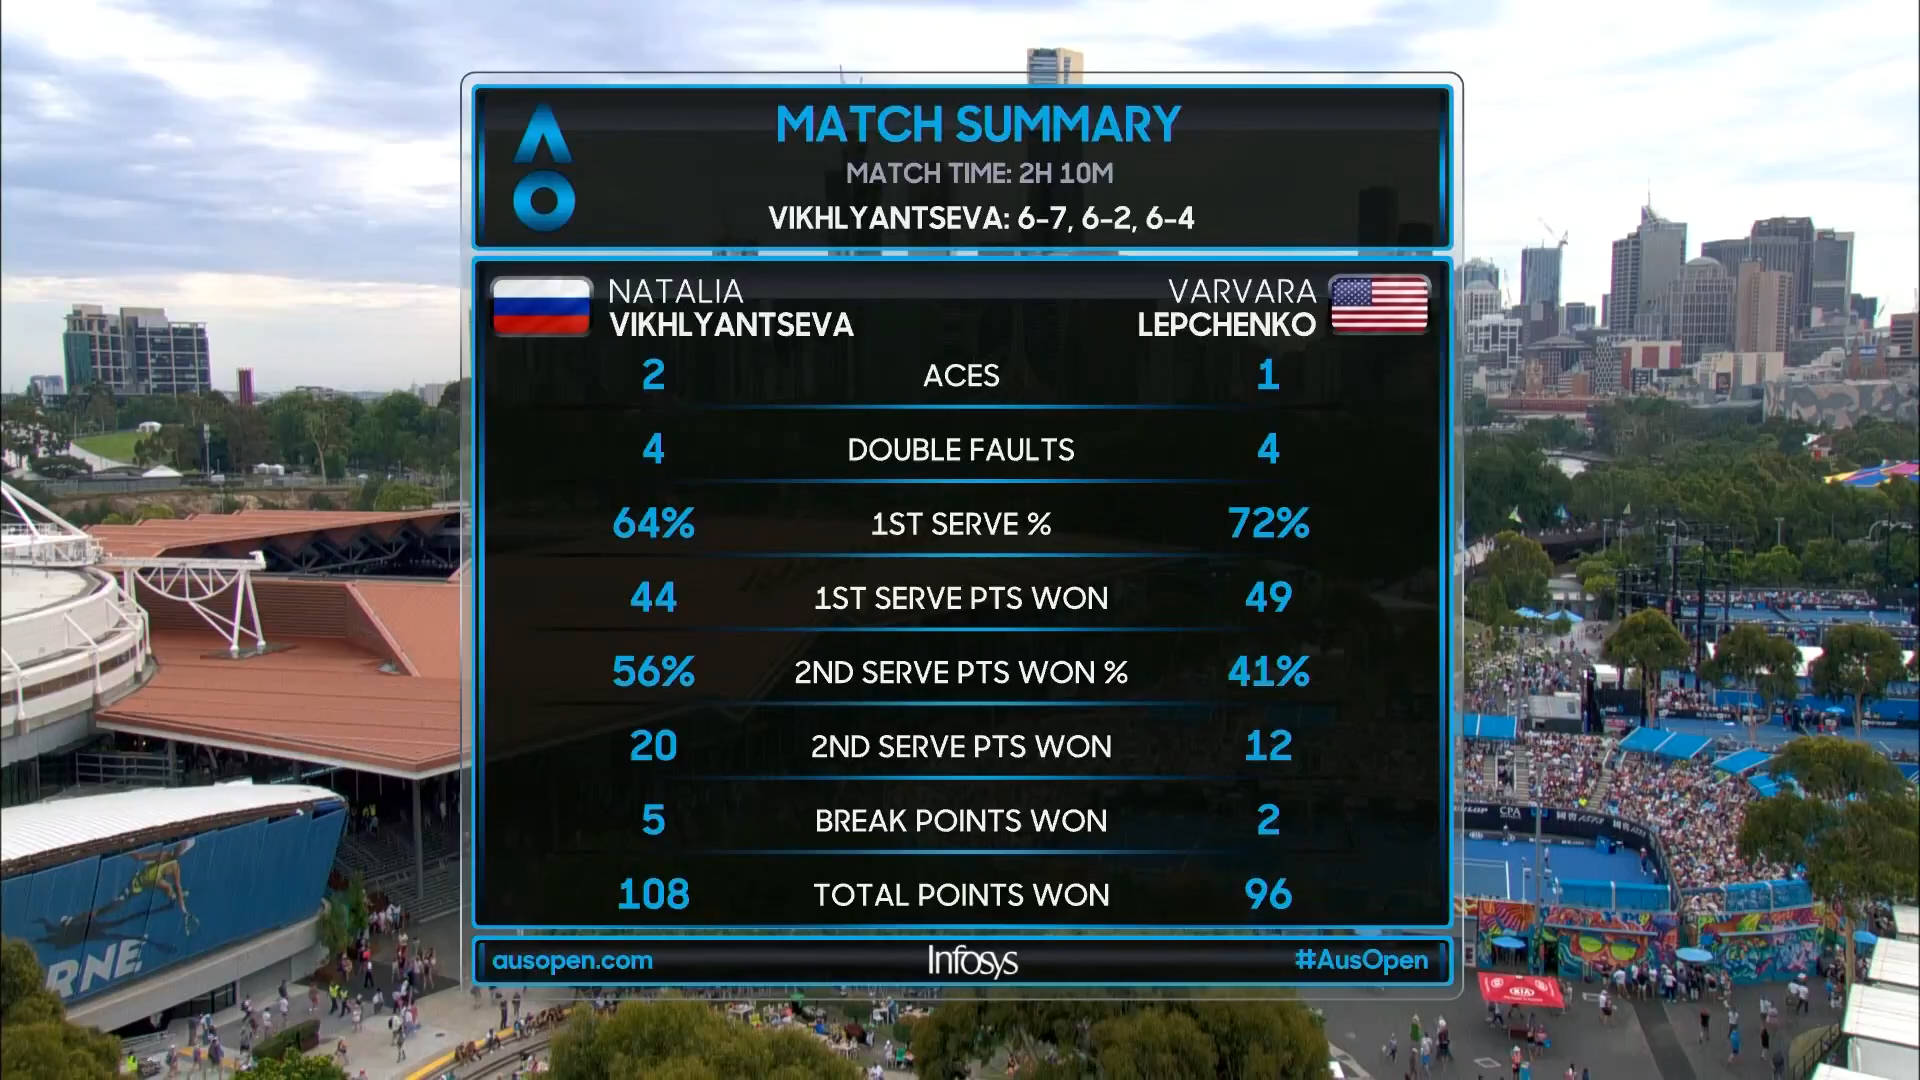 MATCH SUMMARY
MATCH TIME: 2H 10M
VIKHLYANTSEVA: 6-7, 6-2, 6-4
NATALIA
VIKHLYANTSEVA
VARVARA
LEPCHENKO
2 ACES 1
4 DOUBLE FAULTS 4
64% 1ST SERVE % 72%
44 1ST SERVE PTS WON 49
56% 2ND SERVE PTS WON % 41%
20 2ND SERVE PTS WON 12
5 BREAK POINTS WON 2
108 TOTAL POINTS WON 96
ausopen.com Infosys #AusOpen
RNE
CPA
KIA